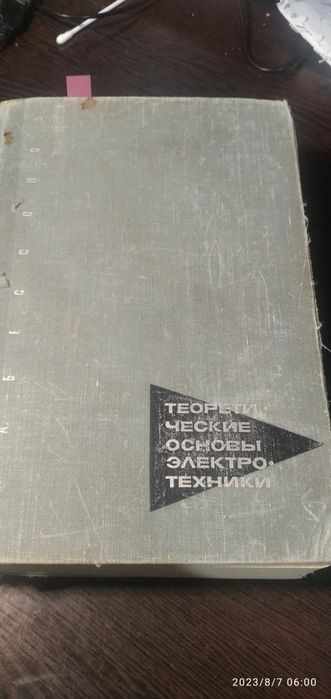 Л. БЕССОНОВ
ТЕОРЕТИ·
ЧЕСКИЕ
ОСНОВЫ
ЭЛЕКТРО·
ТЕХНИКИ
2023/8/7 06:00